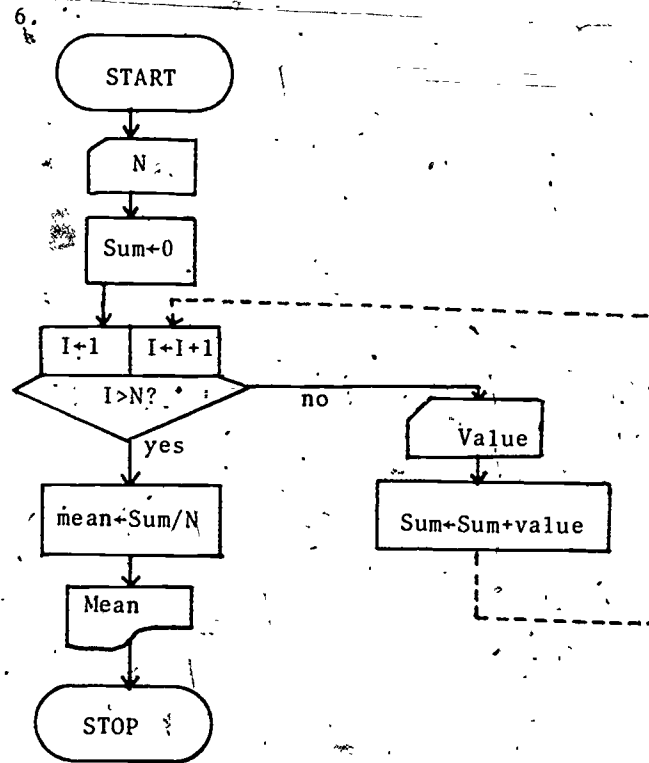 6.
START
N
Sum←0
I←1 I←I+1
I>N?
no
yes
Value
mean←Sum/N
Sum←Sum+value
Mean
STOP